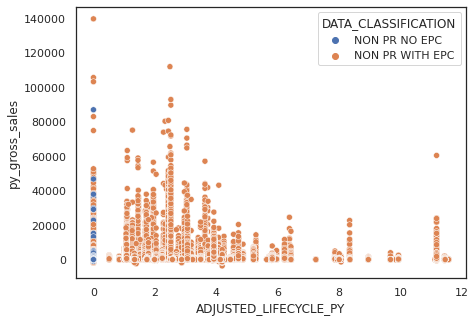 DATA_CLASSIFICATION
NON PR NO EPC
NON PR WITH EPC
140000
120000
100000
80000
60000
40000
20000
0
py_gross_sales
0 2 4 6 8 10 12
ADJUSTED_LIFECYCLE_PY